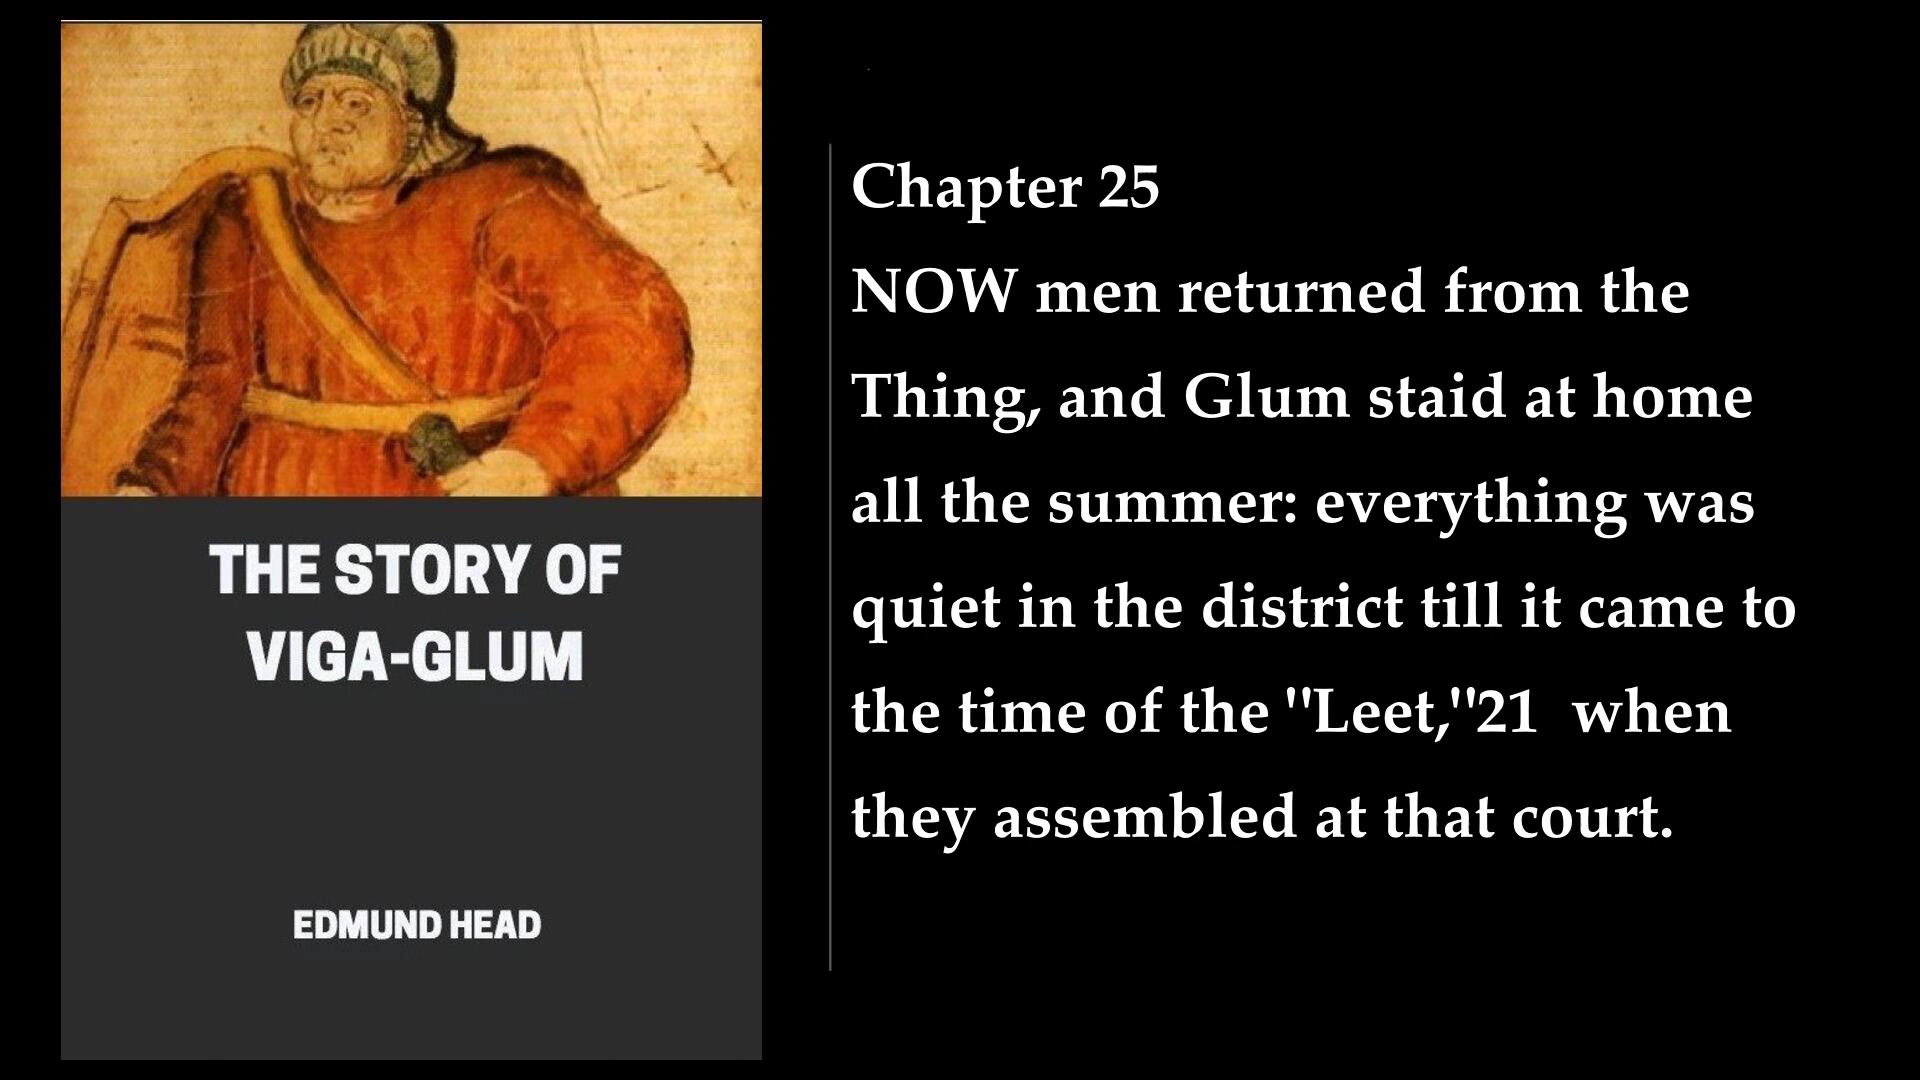 THE STORY OF
VIGA-GLUM
EDMUND HEAD
Chapter 25
NOW men returned from the
Thing, and Glum staid at home
all the summer: everything was
quiet in the district till it came to
the time of the "Leet,"21  when
they assembled at that court.